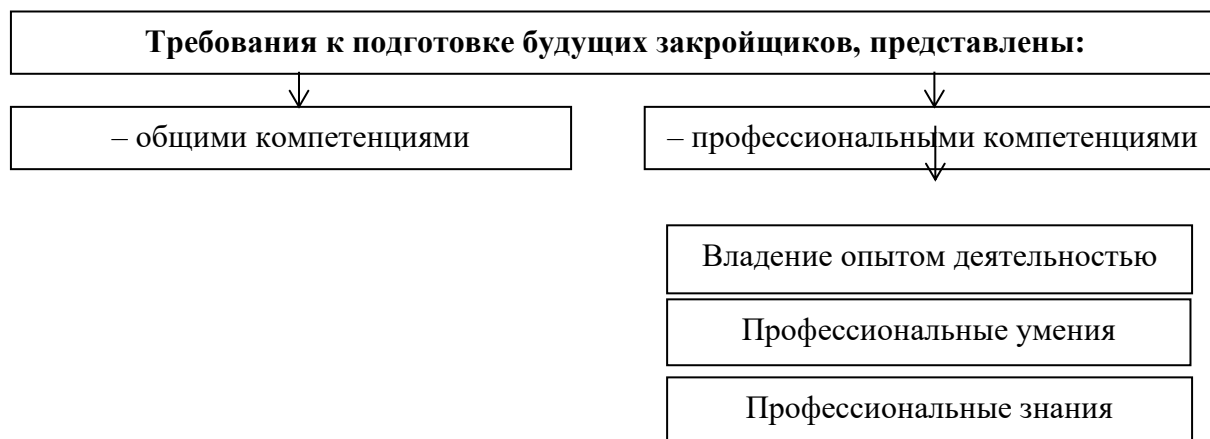 Требования к подготовке будущих закройщиков, представлены:
– общими компетенциями
– профессиональными компетенциями
Владение опытом деятельностью
Профессиональные умения
Профессиональные знания